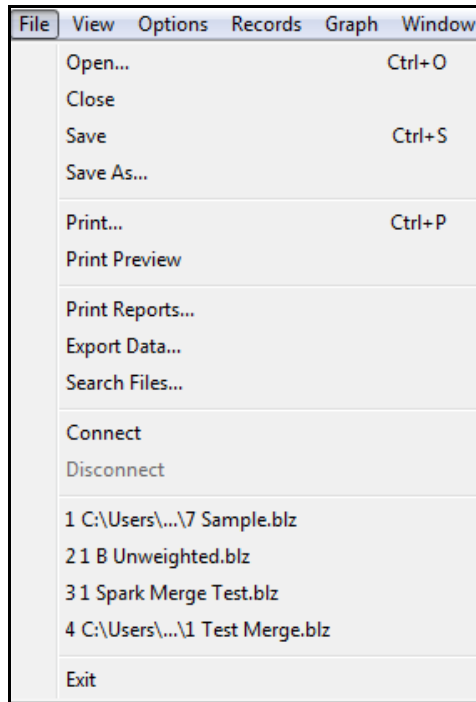 File View Options Records Graph Window
Open... Ctrl+O
Close
Save Ctrl+S
Save As...
Print... Ctrl+P
Print Preview
Print Reports...
Export Data...
Search Files...
Connect
Disconnect
1 C:\Users\...\7 Sample.blz
2 1 B Unweighted.blz
3 1 Spark Merge Test.blz
4 C:\Users\...\1 Test Merge.blz
Exit